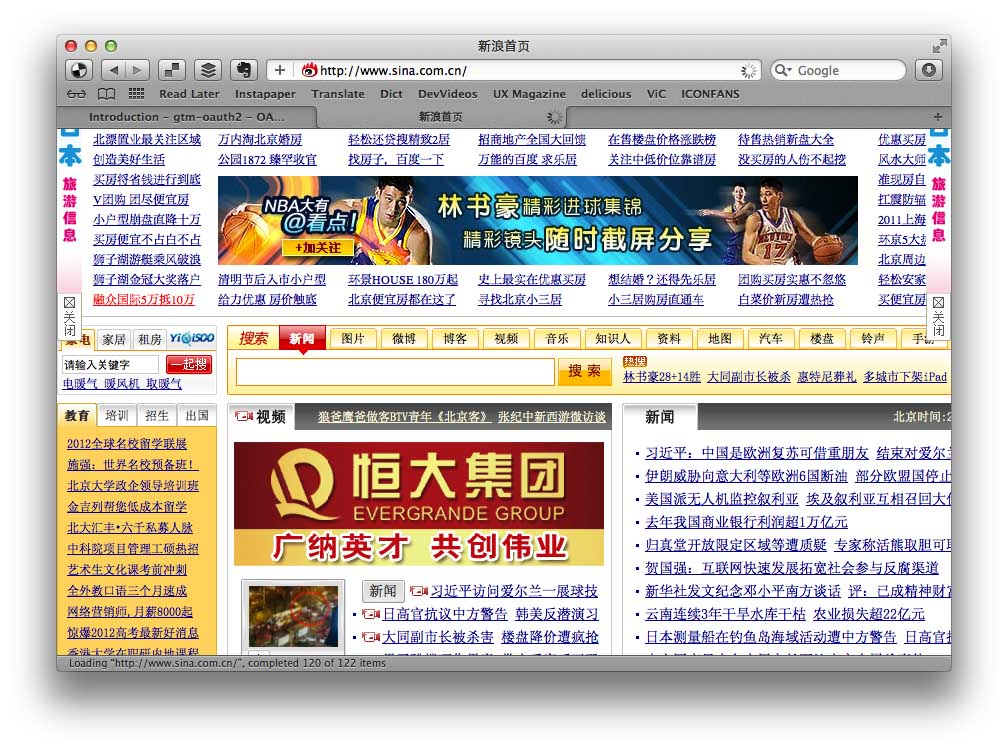 新浪首页
http://www.sina.com.cn/
Google
Read Later Instapaper Translate Dict DevVideos UX Magazine delicious ViC ICONFANS
Introduction - gtm-oauth2 - OA...
新浪首页
本
旅游信息
关闭
北漂置业最关注区域 万内淘北京婚房 轻松还贷搜精致2居 招商地产全国大回馈 在售楼盘价格涨跌榜 待售热销新盘大全 优惠买房
创造美好生活 公园1872 臻罕收官 找房子，百度一下 万能的百度 求乐居 关注中低价位靠谱房 没买房的人伤不起挖 风水大师
买房将省钱进行到底
V团购 团尽便宜房
小户型崩盘直降十万
买房便宜不占白不占
狮子湖游艇乘风破浪
NBA大有
@看点!
+加关注
林书豪精彩进球集锦
精彩镜头随时截屏分享
NEW YORK
17
准现房自
扛震防辐
2011上海
环京5大
北京周边
本
旅游信息
关闭
狮子湖金冠大奖落户 清明节后入市小户型 环景HOUSE 180万起 史上最实在优惠买房 想结婚？还得先乐居 团购买房实惠不忽悠 轻松安家
融众国际5万抵10万 给力优惠 房价触底 北京便宜房都在这了 寻找北京小三居 小三居购房直通车 白菜价新房遭热抢 买便宜房
家居 租房 YiQiSOO
请输入关键字 一起搜
电暖气 暖风机 取暖气
搜索 新闻 图片 微博 博客 视频 音乐 知识人 资料 地图 汽车 楼盘 铃声 手
搜 索
热搜
林书豪28+14胜 大同副市长被杀 惠特尼葬礼 多城市下架iPad
教育 培训 招生 出国
2012全球名校留学联展
施强：世界名校预备班！
北京大学政企领导培训班
金吉列帮您低成本留学
北大汇丰•六千私募人脉
中科院项目管理工硕热招
艺术生文化课考前冲刺
全外教口语三个月速成
网络营销师,月薪8000起
惊爆2012高考最新好消息
香港大学在职研内地课程
视频 狼爸鹰爸做客BTV青年《北京客》 张纪中新西游微访谈
恒大集团
EVERGRANDE GROUP
广纳英才 共创伟业
新闻 习近平访问爱尔兰一展球技
日高官抗议中方警告 韩美反潜演习
大同副市长被杀害 楼盘降价遭疯抢
新闻 北京时间:2
习近平：中国是欧洲复苏可借重朋友 结束对爱尔兰
伊朗威胁向意大利等欧洲6国断油 部分欧盟国停止
美国派无人机监控叙利亚 埃及叙利亚互相召回大
去年我国商业银行利润超1万亿元
归真堂开放限定区域等遭质疑 专家称活熊取胆可
贺国强：互联网快速发展拓宽社会参与反腐渠道
新华社发文纪念邓小平南方谈话 评：已成精神财
云南连续3年干旱水库干枯 农业损失超22亿元
日本测量船在钓鱼岛海域活动遭中方警告 日高官
Loading “http://www.sina.com.cn/”, completed 120 of 122 items